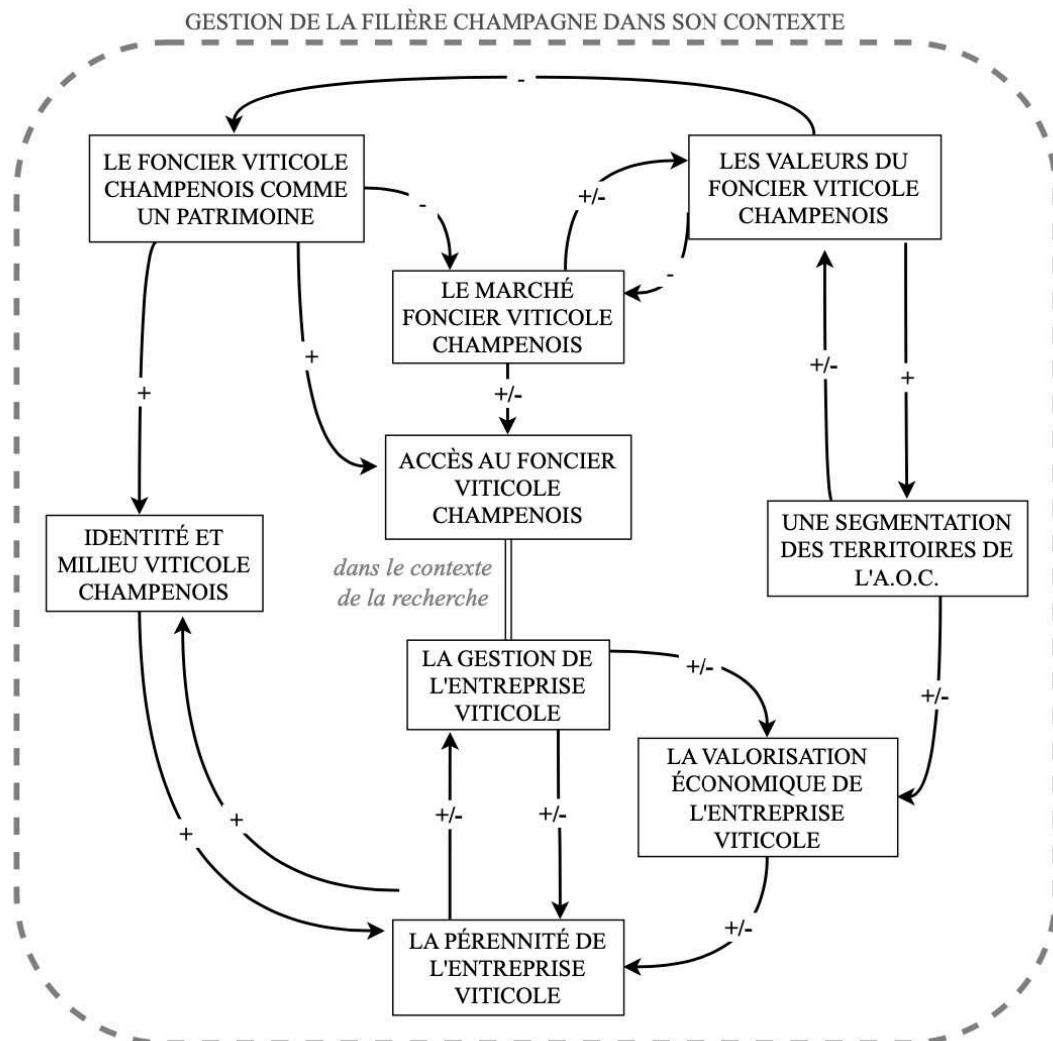 GESTION DE LA FILIÈRE CHAMPAGNE DANS SON CONTEXTE
-
LE FONCIER VITICOLE
CHAMPENOIS COMME
UN PATRIMOINE
LES VALEURS DU
FONCIER VITICOLE
CHAMPENOIS
-
+/-
-
LE MARCHÉ
FONCIER VITICOLE
CHAMPENOIS
+
+
+/-
+/-
+
ACCÈS AU FONCIER
VITICOLE
CHAMPENOIS
IDENTITÉ ET
MILIEU VITICOLE
CHAMPENOIS
UNE SEGMENTATION
DES TERRITOIRES DE
L'A.O.C.
dans le contexte
de la recherche
LA GESTION DE
L'ENTREPRISE
VITICOLE
+/-
+/-
LA VALORISATION
ÉCONOMIQUE DE
L'ENTREPRISE
VITICOLE
+
+
+/-
+/-
+/-
LA PÉRENNITÉ DE
L'ENTREPRISE
VITICOLE